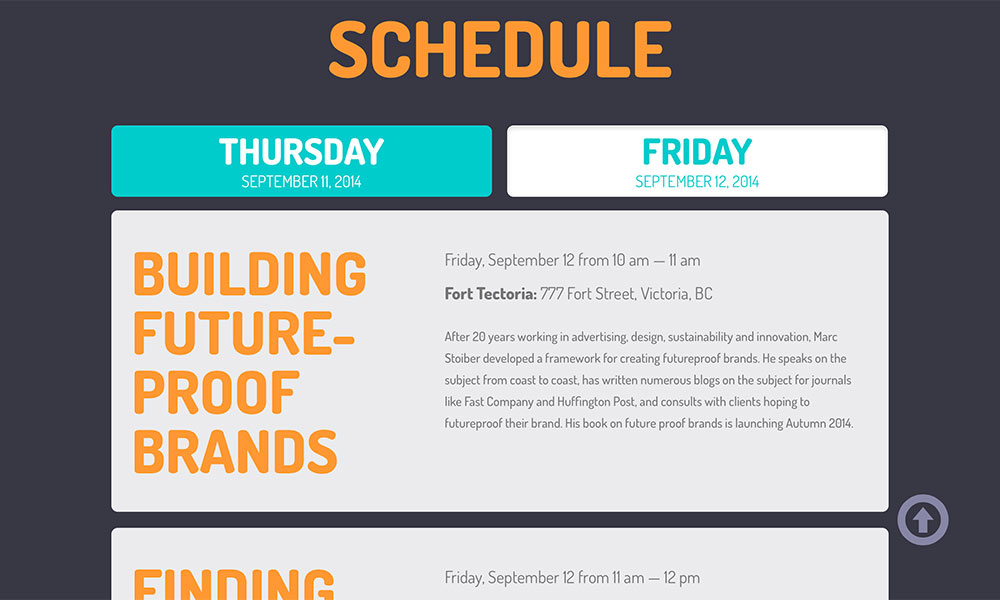 SCHEDULE
THURSDAY
SEPTEMBER 11, 2014
FRIDAY
SEPTEMBER 12, 2014
BUILDING
FUTURE-
PROOF
BRANDS
Friday, September 12 from 10 am — 11 am
Fort Tectoria: 777 Fort Street, Victoria, BC
After 20 years working in advertising, design, sustainability and innovation, Marc
Stoiber developed a framework for creating futureproof brands. He speaks on the
subject from coast to coast, has written numerous blogs on the subject for journals
like Fast Company and Huffington Post, and consults with clients hoping to
futureproof their brand. His book on future proof brands is launching Autumn 2014.
FINDING
Friday, September 12 from 11 am — 12 pm